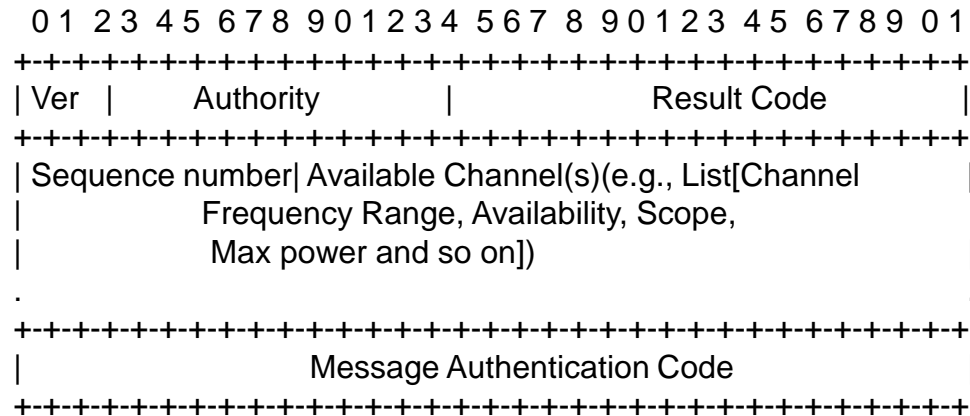 0 1 2 3 4 5 6 7 8 9 0 1 2 3 4 5 6 7 8 9 0 1 2 3 4 5 6 7 8 9 0 1
+-+-+-+-+-+-+-+-+-+-+-+-+-+-+-+-+-+-+-+-+-+-+-+-+-+-+-+-+-+-+-+-+
| Ver | Authority | Result Code |
+-+-+-+-+-+-+-+-+-+-+-+-+-+-+-+-+-+-+-+-+-+-+-+-+-+-+-+-+-+-+-+-+
| Sequence number| Available Channel(s)(e.g., List[Channel |
| Frequency Range, Availability, Scope,
| Max power and so on])
. .
+-+-+-+-+-+-+-+-+-+-+-+-+-+-+-+-+-+-+-+-+-+-+-+-+-+-+-+-+-+-+-+-+
| Message Authentication Code
+-+-+-+-+-+-+-+-+-+-+-+-+-+-+-+-+-+-+-+-+-+-+-+-+-+-+-+-+-+-+-+-+